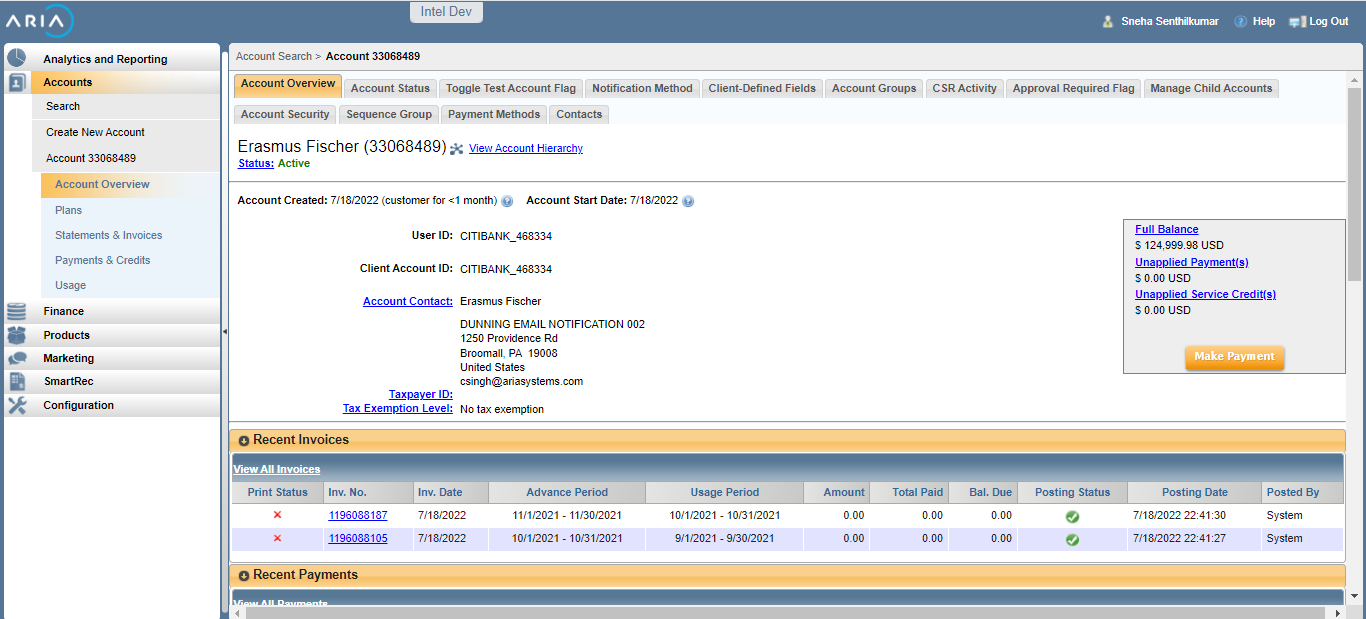 ARIA
Intel Dev
Sneha Senthilkumar Help Log Out
Analytics and Reporting
Accounts
Search
Create New Account
Account 33068489
Account Overview
Plans
Statements & Invoices
Payments & Credits
Usage
Finance
Products
Marketing
SmartRec
Configuration
Account Search > Account 33068489
Account Overview Account Status Toggle Test Account Flag Notification Method Client-Defined Fields Account Groups CSR Activity Approval Required Flag Manage Child Accounts
Account Security Sequence Group Payment Methods Contacts
Erasmus Fischer (33068489) View Account Hierarchy
Status: Active
Account Created: 7/18/2022 (customer for <1 month) Account Start Date: 7/18/2022
User ID: CITIBANK_468334
Client Account ID: CITIBANK_468334
Account Contact: Erasmus Fischer
DUNNING EMAIL NOTIFICATION 002
1250 Providence Rd
Broomall, PA 19008
United States
csingh@ariasystems.com
Taxpayer ID:
Tax Exemption Level: No tax exemption
Full Balance
$ 124,999.98 USD
Unapplied Payment(s)
$ 0.00 USD
Unapplied Service Credit(s)
$ 0.00 USD
Make Payment
Recent Invoices
View All Invoices
Print Status Inv. No. Inv. Date Advance Period Usage Period Amount Total Paid Bal. Due Posting Status Posting Date Posted By
1196088187 7/18/2022 11/1/2021 - 11/30/2021 10/1/2021 - 10/31/2021 0.00 0.00 0.00 7/18/2022 22:41:30 System
1196088105 7/18/2022 10/1/2021 - 10/31/2021 9/1/2021 - 9/30/2021 0.00 0.00 0.00 7/18/2022 22:41:27 System
Recent Payments
View All Payments